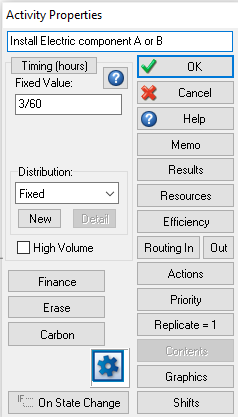 Activity Properties
Install Electric component A or B
Timing (hours)
Fixed Value:
3/60
Distribution:
Fixed
New
Detail
High Volume
Finance
Erase
Carbon
IF:
On State Change
OK
Cancel
Help
Memo
Results
Resources
Efficiency
Routing In
Out
Actions
Priority
Replicate = 1
Contents
Graphics
Shifts